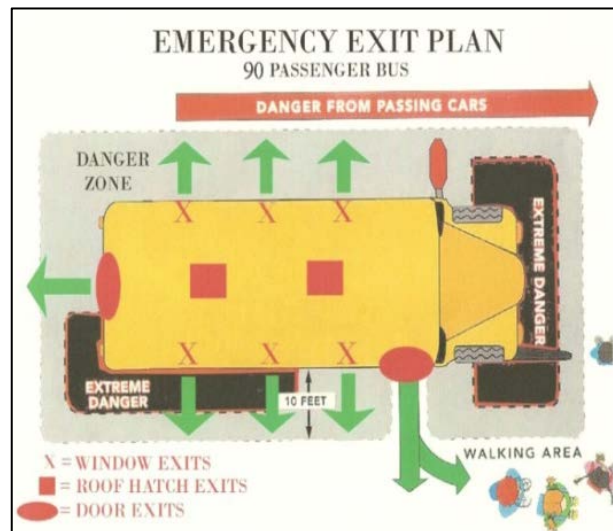 EMERGENCY EXIT PLAN
90 PASSENGER BUS
DANGER FROM PASSING CARS
DANGER
ZONE
X X X
EXTREME DANGER
X X X
EXTREME
DANGER
10 FEET
WALKING AREA
X = WINDOW EXITS
= ROOF HATCH EXITS
= DOOR EXITS